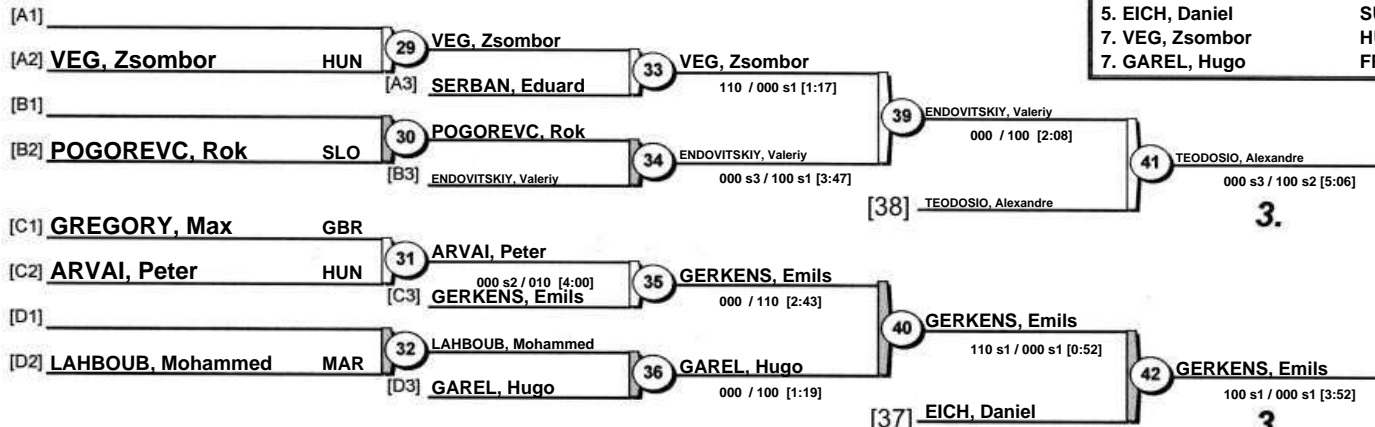 [A1]
[A2] VEG, Zsombor HUN
29
VEG, Zsombor
[A3] SERBAN, Eduard
33
VEG, Zsombor
110 / 000 s1 [1:17]
[B1]
[B2] POGOREVC, Rok SLO
30
POGOREVC, Rok
[B3] ENDOVITSKIY, Valeriy
34
ENDOVITSKIY, Valeriy
000 s3 / 100 s1 [3:47]
39
ENDOVITSKIY, Valeriy
000 / 100 [2:08]
[38] TEODOSIO, Alexandre
41
TEODOSIO, Alexandre
000 s3 / 100 s2 [5:06]
3.
[C1] GREGORY, Max GBR
[C2] ARVAI, Peter HUN
31
ARVAI, Peter
000 s2 / 010 [4:00]
[C3] GERKENS, Emils
35
GERKENS, Emils
000 / 110 [2:43]
[D1]
[D2] LAHBOUB, Mohammed MAR
32
LAHBOUB, Mohammed
[D3] GAREL, Hugo
36
GAREL, Hugo
000 / 100 [1:19]
40
GERKENS, Emils
110 s1 / 000 s1 [0:52]
[37] EICH, Daniel
42
GERKENS, Emils
100 s1 / 000 s1 [3:52]
3
5. EICH, Daniel
7. VEG, Zsombor
7. GAREL, Hugo